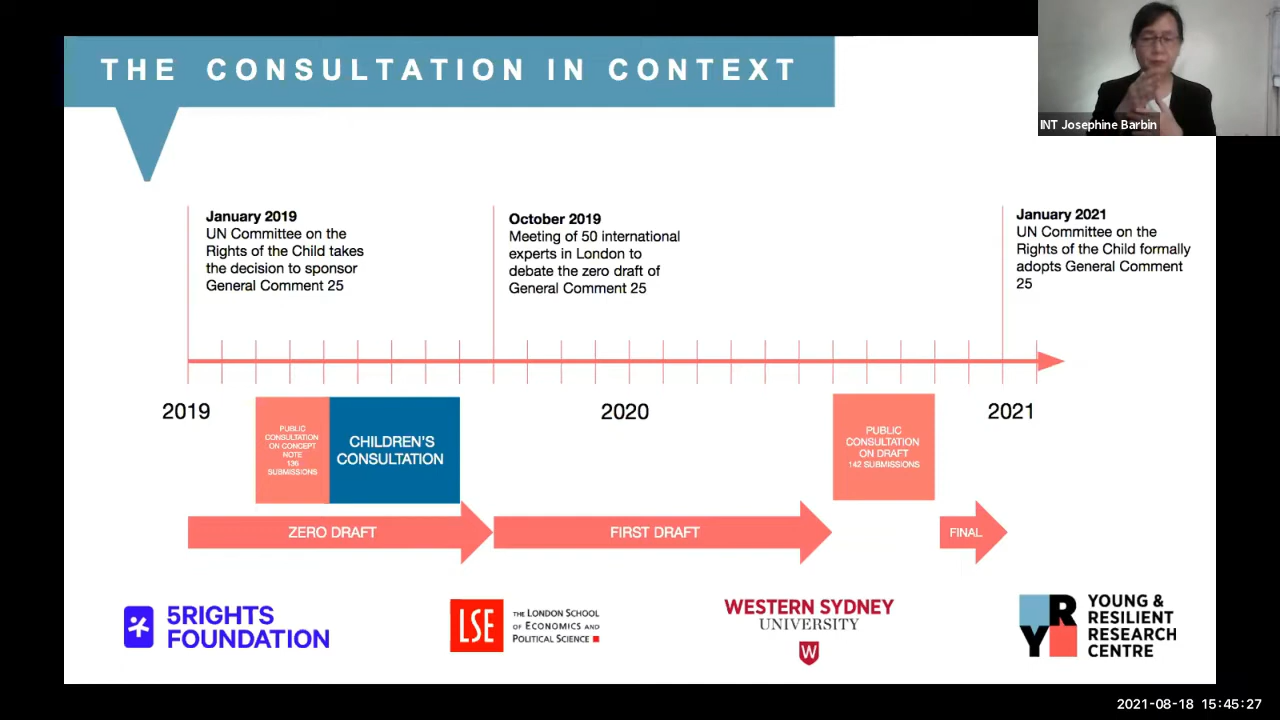 THE CONSULTATION IN CONTEXT
INT Josephine Barbin
January 2019
UN Committee on the
Rights of the Child takes
the decision to sponsor
General Comment 25
October 2019
Meeting of 50 international
experts in London to
debate the zero draft of
General Comment 25
January 2021
UN Committee on the
Rights of the Child formally
adopts General Comment
25
2019
2020
2021
PUBLIC
CONSULTATION
ON CONCEPT
NOTE
136
SUBMISSIONS
CHILDREN'S
CONSULTATION
PUBLIC
CONSULTATION
ON DRAFT
142 SUBMISSIONS
ZERO DRAFT
FIRST DRAFT
FINAL
5RIGHTS
FOUNDATION
LSE
THE LONDON SCHOOL
OF ECONOMICS AND
POLITICAL SCIENCE
WESTERN SYDNEY
UNIVERSITY
W
YR
YOUNG &
RESILIENT
RESEARCH
CENTRE
2021-08-18 15:45:27